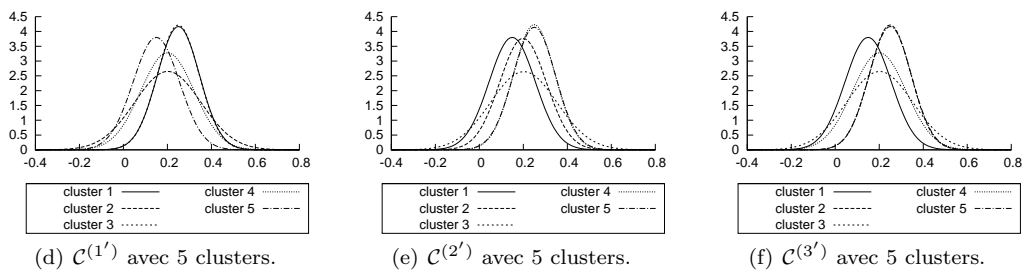 4.5
4
3.5
3
2.5
2
1.5
1
0.5
0
-0.4 -0.2 0 0.2 0.4 0.6 0.8
cluster 1 cluster 4
cluster 2 cluster 5
cluster 3
(d) C^(1′) avec 5 clusters.
4.5
4
3.5
3
2.5
2
1.5
1
0.5
0
-0.4 -0.2 0 0.2 0.4 0.6 0.8
cluster 1 cluster 4
cluster 2 cluster 5
cluster 3
(e) C^(2′) avec 5 clusters.
4.5
4
3.5
3
2.5
2
1.5
1
0.5
0
-0.4 -0.2 0 0.2 0.4 0.6 0.8
cluster 1 cluster 4
cluster 2 cluster 5
cluster 3
(f) C^(3′) avec 5 clusters.